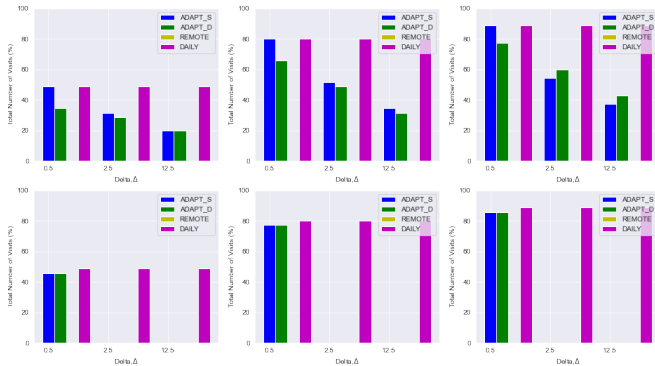 100
80
60
40
20
0
Total Number of Visits (%)
ADAPT_S
ADAPT_D
REMOTE
DAILY
0.5 2.5 12.5
Delta,Δ
100
80
60
40
20
0
Total Number of Visits (%)
ADAPT_S
ADAPT_D
REMOTE
DAILY
0.5 2.5 12.5
Delta,Δ
100
80
60
40
20
0
Total Number of Visits (%)
ADAPT_S
ADAPT_D
REMOTE
DAILY
0.5 2.5 12.5
Delta,Δ
100
80
60
40
20
0
Total Number of Visits (%)
ADAPT_S
ADAPT_D
REMOTE
DAILY
0.5 2.5 12.5
Delta,Δ
100
80
60
40
20
0
Total Number of Visits (%)
ADAPT_S
ADAPT_D
REMOTE
DAILY
0.5 2.5 12.5
Delta,Δ
100
80
60
40
20
0
Total Number of Visits (%)
ADAPT_S
ADAPT_D
REMOTE
DAILY
0.5 2.5 12.5
Delta,Δ